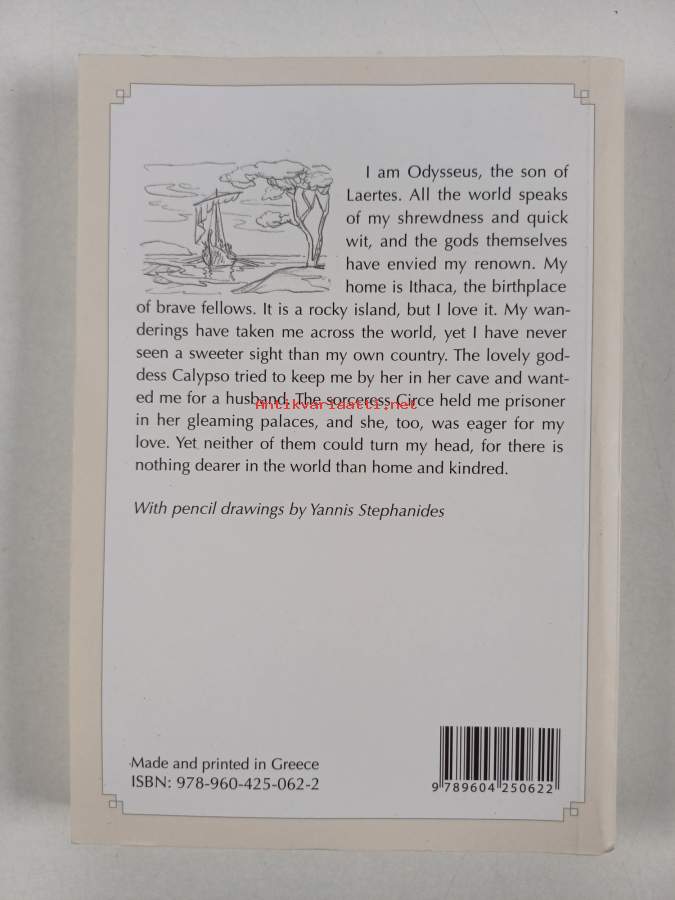 I am Odysseus, the son of
Laertes. All the world speaks
of my shrewdness and quick
wit, and the gods themselves
have envied my renown. My
home is Ithaca, the birthplace
of brave fellows. It is a rocky island, but I love it. My wan-
derings have taken me across the world, yet I have never
seen a sweeter sight than my own country. The lovely god-
dess Calypso tried to keep me by her in her cave and want-
ed me for a husband. The sorceress Circe held me prisoner
Antikvariaatti.net
in her gleaming palaces, and she, too, was eager for my
love. Yet neither of them could turn my head, for there is
nothing dearer in the world than home and kindred.
With pencil drawings by Yannis Stephanides
Made and printed in Greece
ISBN: 978-960-425-062-2
9 789604 250622